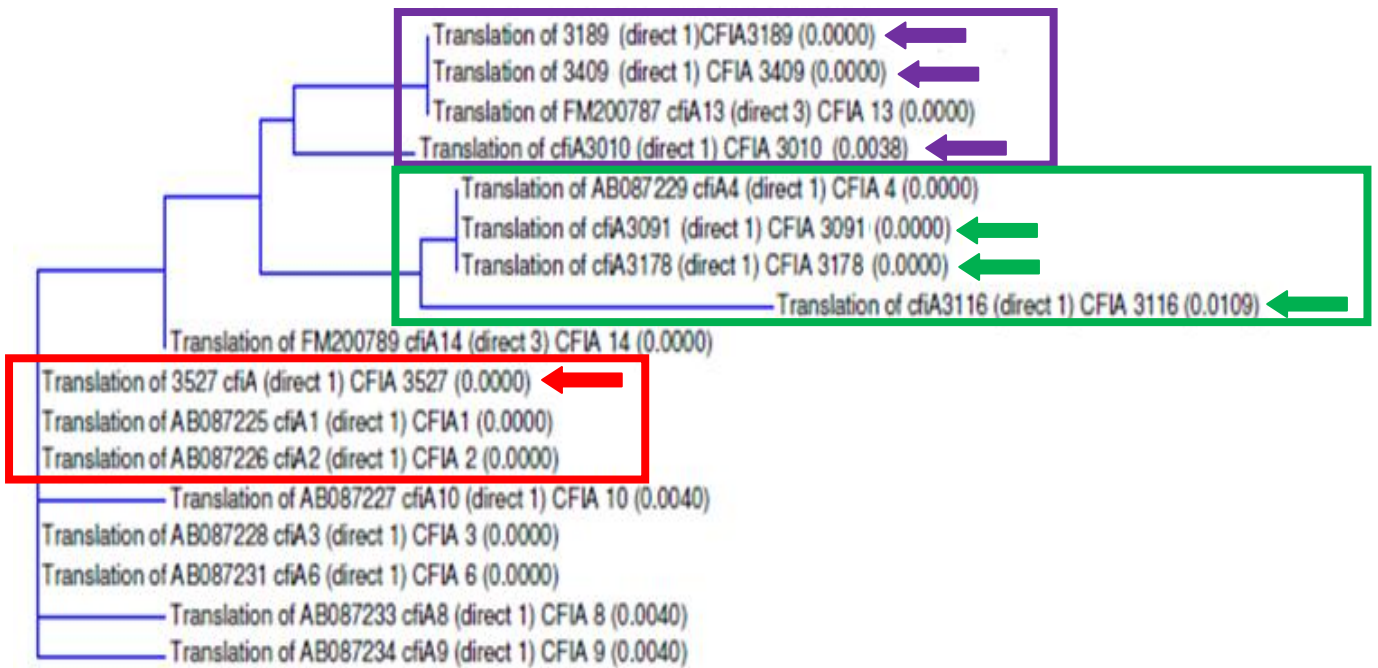 Translation of 3189 (direct 1)CFIA3189 (0.0000)
Translation of 3409 (direct 1) CFIA 3409 (0.0000)
Translation of FM200787 cfiA13 (direct 3) CFIA 13 (0.0000)
Translation of cfiA3010 (direct 1) CFIA 3010 (0.0038)
Translation of AB087229 cfiA4 (direct 1) CFIA 4 (0.0000)
Translation of cfiA3091 (direct 1) CFIA 3091 (0.0000)
Translation of cfiA3178 (direct 1) CFIA 3178 (0.0000)
Translation of cfiA3116 (direct 1) CFIA 3116 (0.0109)
Translation of FM200789 cfiA14 (direct 3) CFIA 14 (0.0000)
Translation of 3527 cfiA (direct 1) CFIA 3527 (0.0000)
Translation of AB087225 cfiA1 (direct 1) CFIA1 (0.0000)
Translation of AB087226 cfiA2 (direct 1) CFIA 2 (0.0000)
Translation of AB087227 cfiA10 (direct 1) CFIA 10 (0.0040)
Translation of AB087228 cfiA3 (direct 1) CFIA 3 (0.0000)
Translation of AB087231 cfiA6 (direct 1) CFIA 6 (0.0000)
Translation of AB087233 cfiA8 (direct 1) CFIA 8 (0.0040)
Translation of AB087234 cfiA9 (direct 1) CFIA 9 (0.0040)